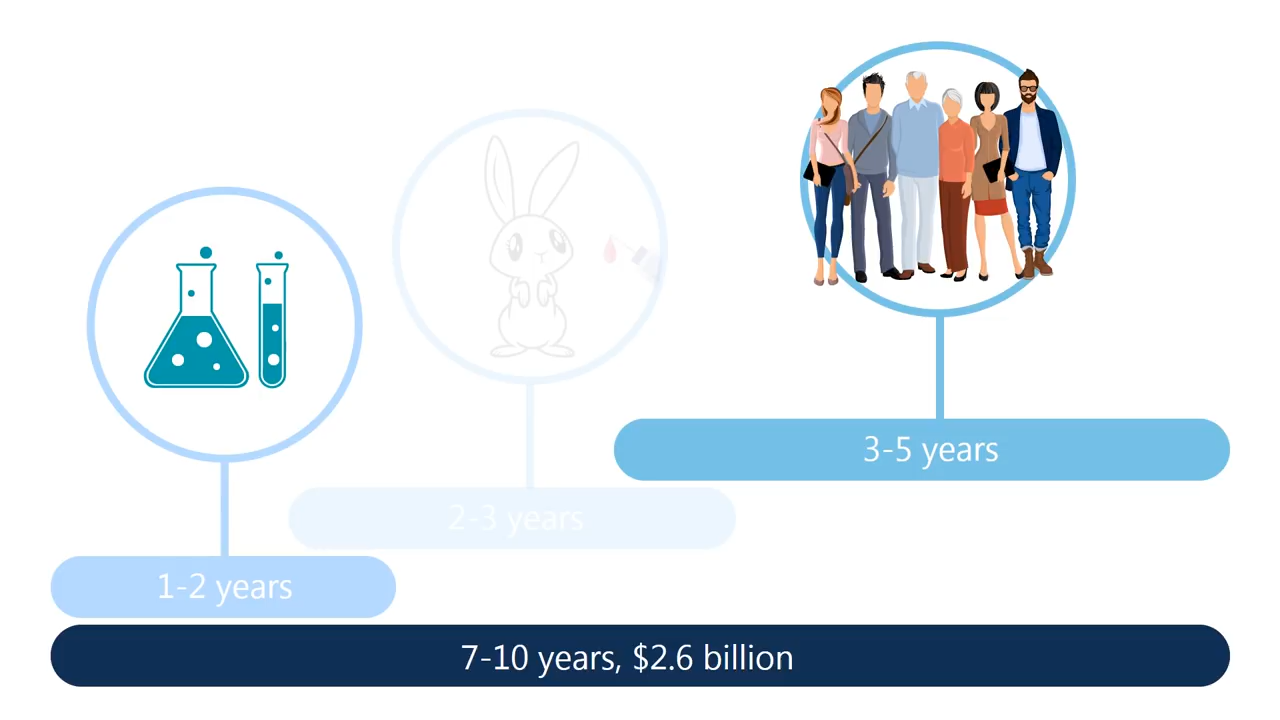 3-5 years
2-3 years
1-2 years
7-10 years, $2.6 billion